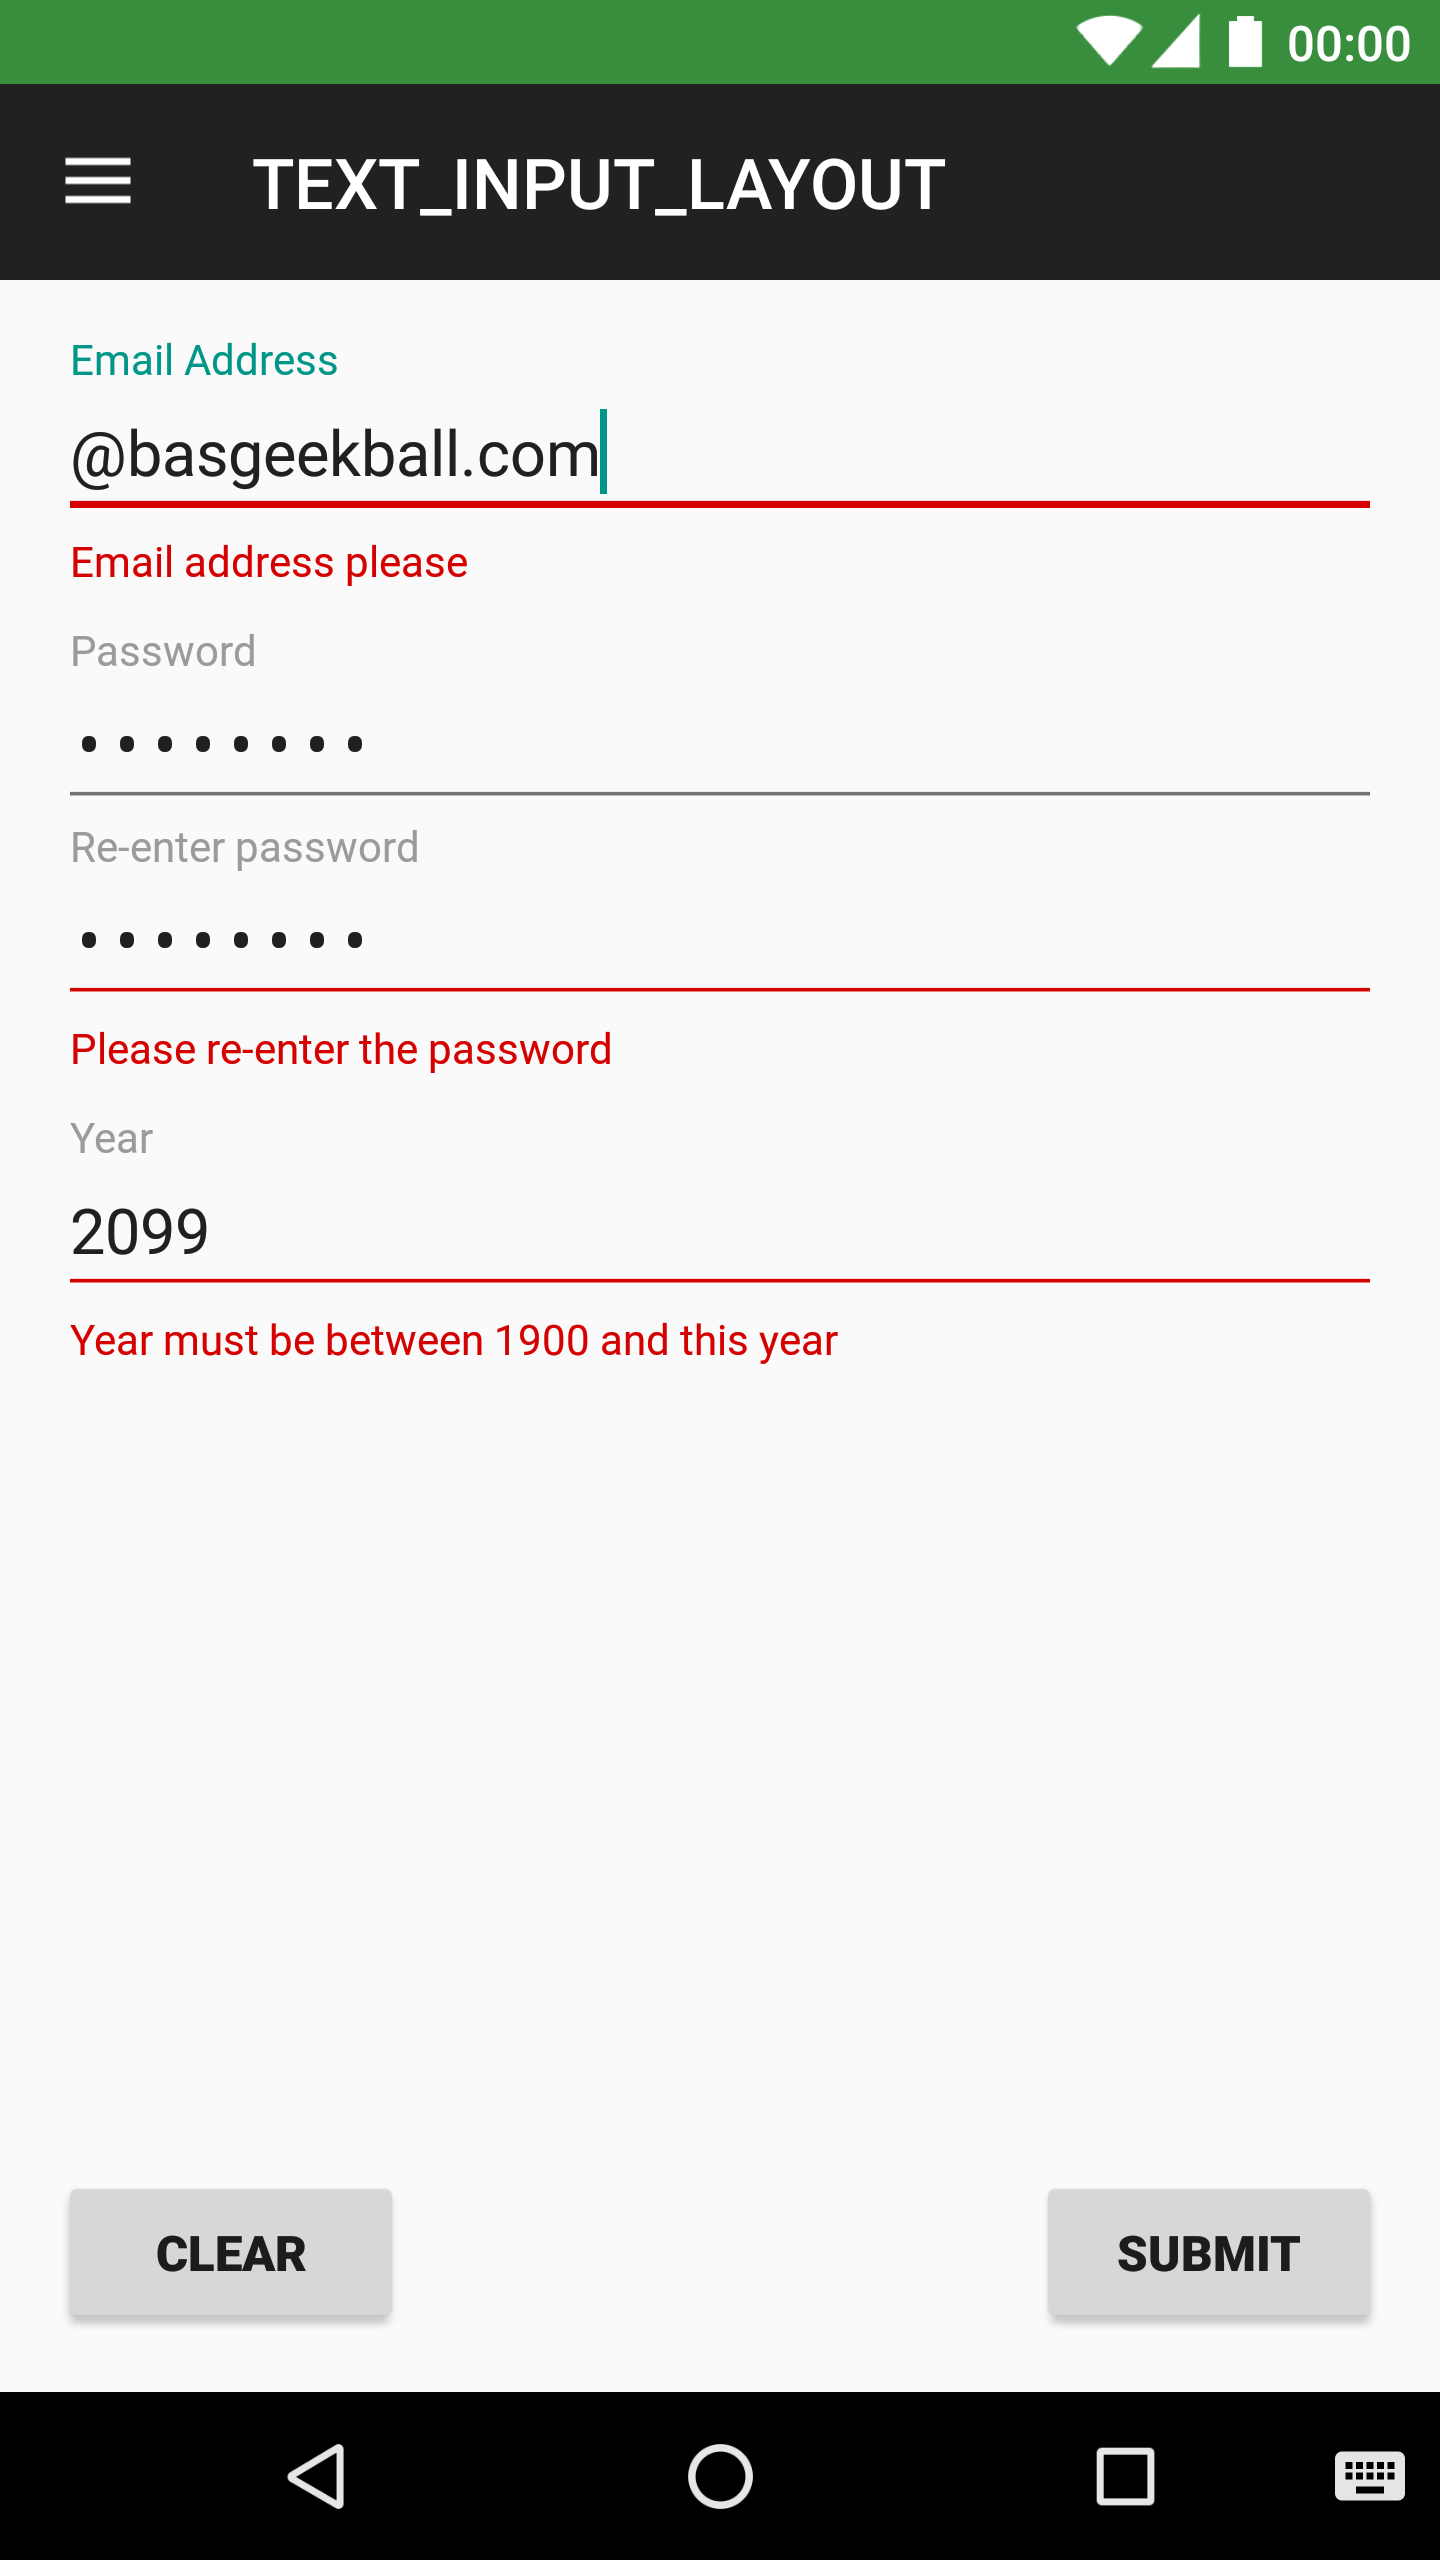 00:00
TEXT_INPUT_LAYOUT
Email Address
@basgeekball.com
Email address please
Password
••••••••
Re-enter password
••••••••
Please re-enter the password
Year
2099
Year must be between 1900 and this year
CLEAR
SUBMIT